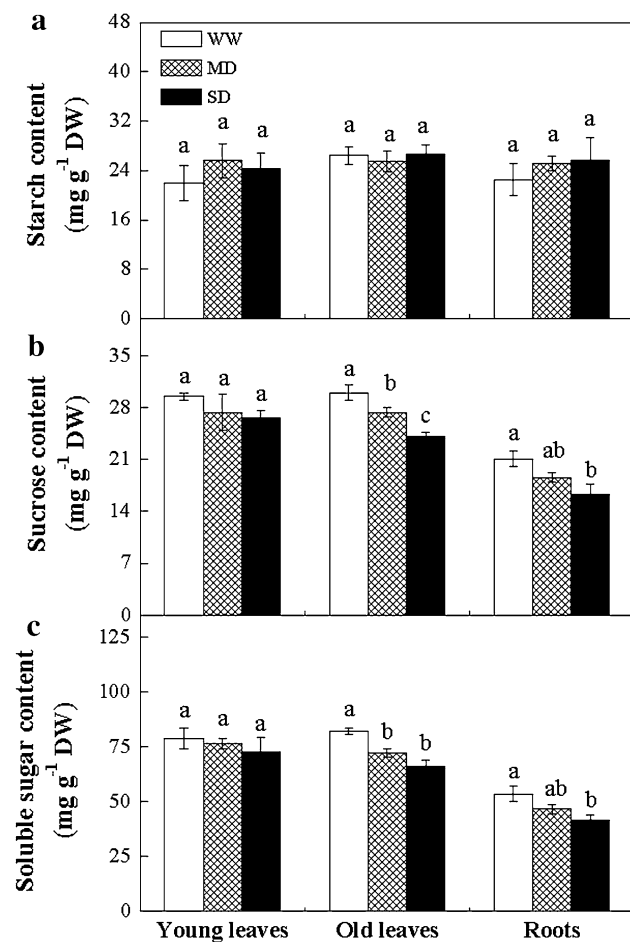 a
WW
MD
SD
48
40
32
24
16
8
0
Starch content
(mg g⁻¹ DW)
a a a a a a a a a
b
35
28
21
14
7
0
Sucrose content
(mg g⁻¹ DW)
a a a a b c a ab b
c
125
100
75
50
25
0
Soluble sugar content
(mg g⁻¹ DW)
a a a a b b a ab b
Young leaves Old leaves Roots